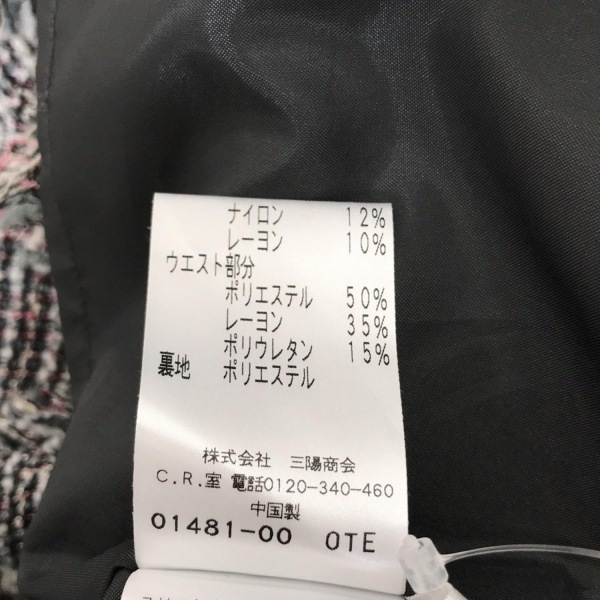 ナイロン 12%
レーヨン 10%
ウエスト部分
ポリエステル 50%
レーヨン 35%
ポリウレタン 15%
裏地 ポリエステル
株式会社 三陽商会
C.R.室 電話0120-340-460
中国製
01481-00 OTE